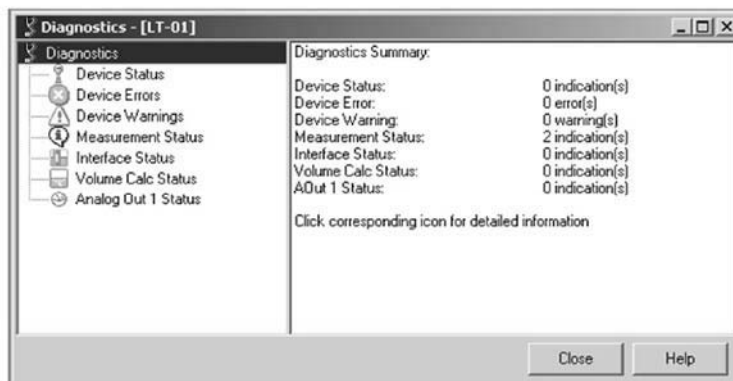 Diagnostics - [LT-01]
Diagnostics
Device Status
Device Errors
Device Warnings
Measurement Status
Interface Status
Volume Calc Status
Analog Out 1 Status
Diagnostics Summary:
Device Status: 0 indication(s)
Device Error: 0 error(s)
Device Warning: 0 warning(s)
Measurement Status: 2 indication(s)
Interface Status: 0 indication(s)
Volume Calc Status: 0 indication(s)
AOut 1 Status: 0 indication(s)
Click corresponding icon for detailed information
Close Help